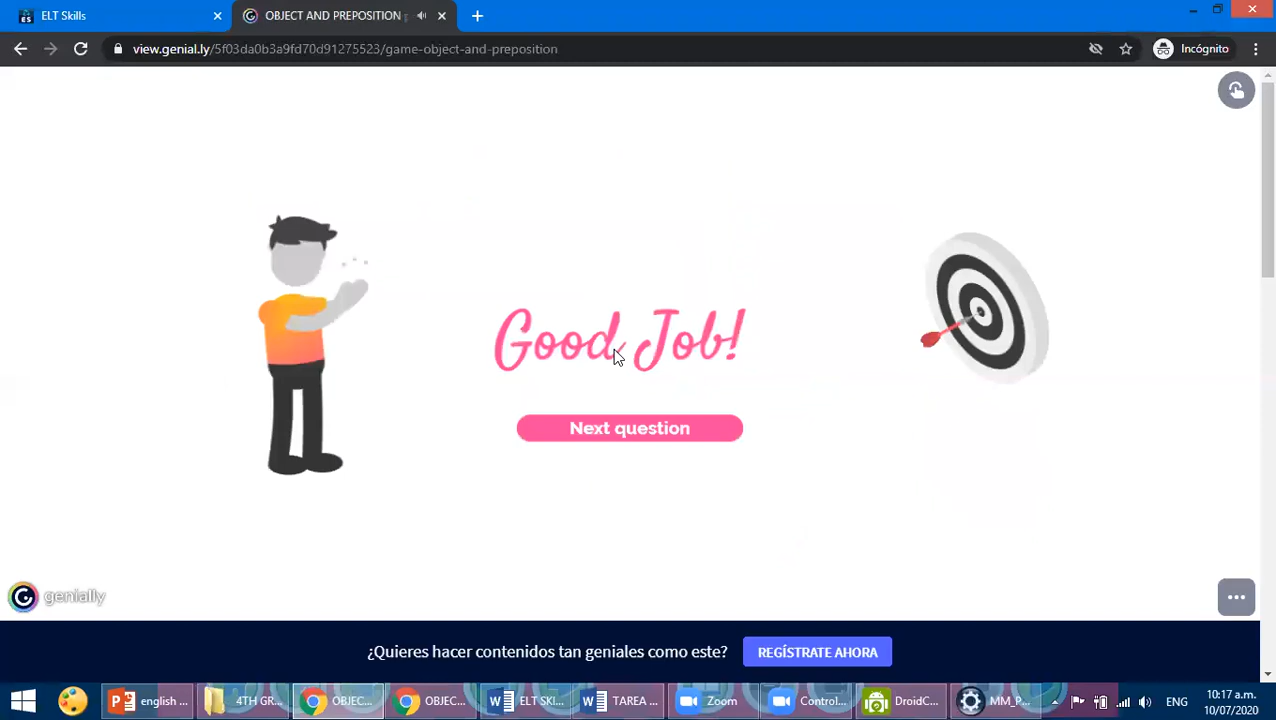 ELT Skills
OBJECT AND PREPOSITION
view.genial.ly/5f03da0b3a9fd70d91275523/game-object-and-preposition
Incógnito
Good Job!
Next question
genially
¿Quieres hacer contenidos tan geniales como este?
REGÍSTRATE AHORA
english ...
4TH GR...
OBJEC...
OBJEC...
ELT SKI...
TAREA ...
Zoom
Control...
DroidC...
MM_P...
ENG
10:17 a.m.
10/07/2020